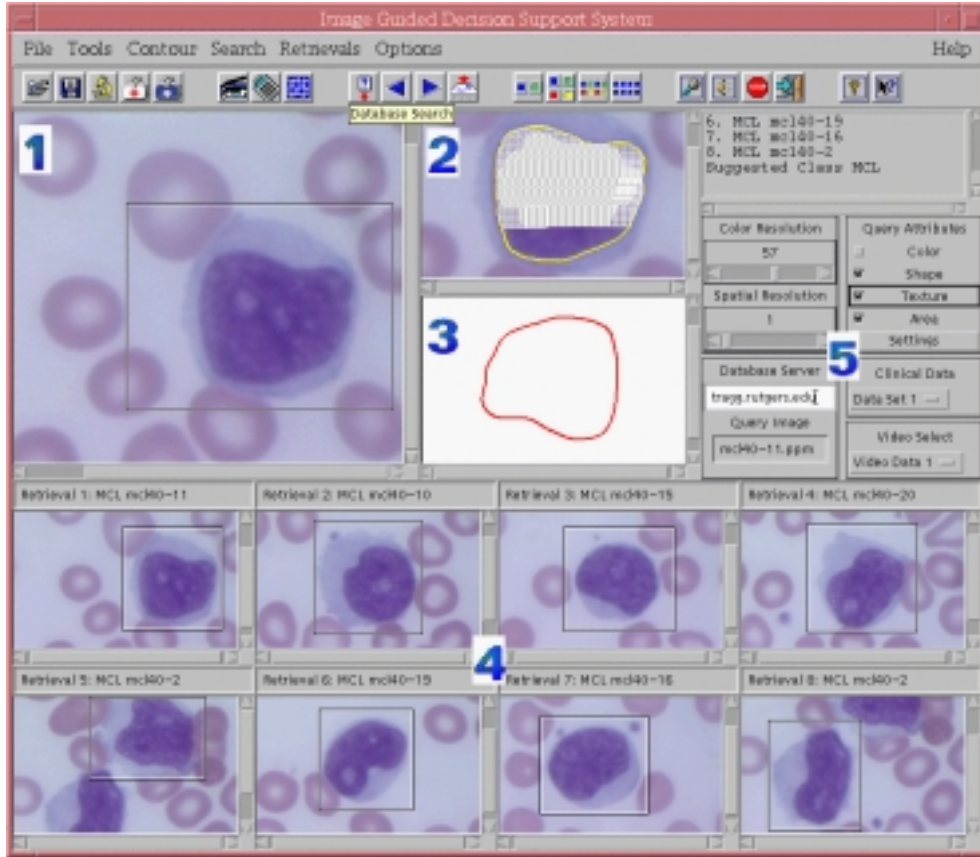 Image Guided Decision Support System
File Tools Contour Search Retrievals Options Help
Database Search
1
2
3
4
5
6. MCL mcl40-19
7. MCL mcl40-16
8. MCL mcl40-2
Suggested Class MCL
Color Resolution
57
Spatial Resolution
1
Query Attributes
Color
Shape
Texture
Area
Settings
Database Server
tragg.rutgers.edu
Query Image
mcl40-11.ppm
Clinical Data
Data Set 1
Video Select
Video Data 1
Retrieval 1: MCL mcl40-11
Retrieval 2: MCL mcl40-10
Retrieval 3: MCL mcl40-15
Retrieval 4: MCL mcl40-20
Retrieval 5: MCL mcl40-2
Retrieval 6: MCL mcl40-19
Retrieval 7: MCL mcl40-16
Retrieval 8: MCL mcl40-2